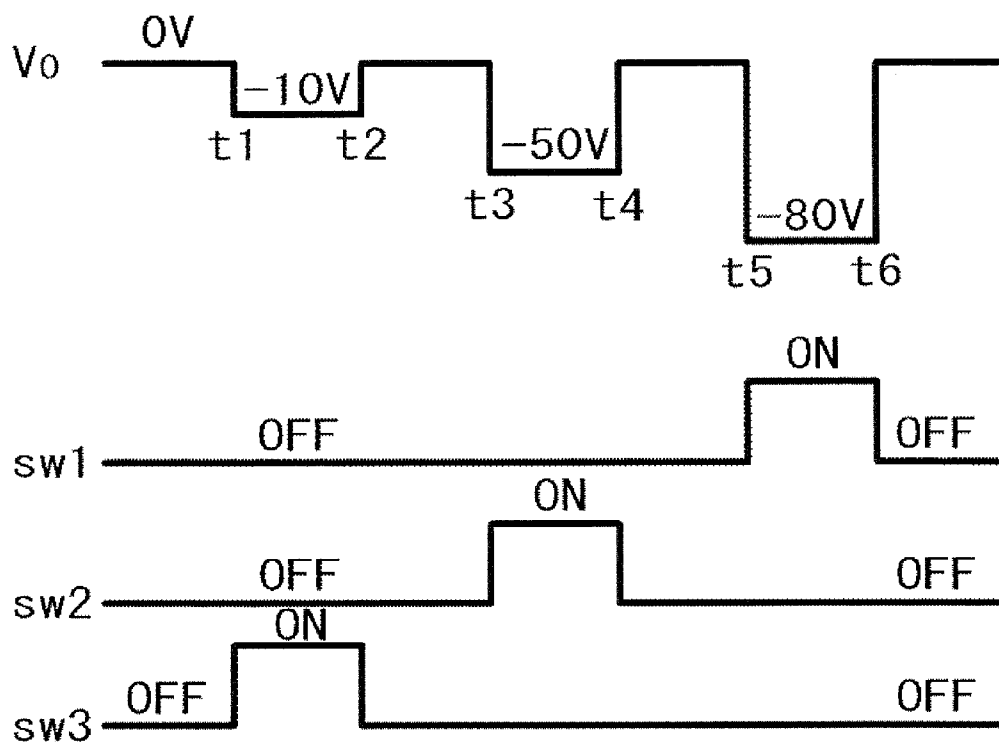 0V
V0
-10V
t1 t2
-50V
t3 t4
-80V
t5 t6
ON
OFF OFF
sw1
ON
OFF OFF
sw2
ON
OFF OFF
sw3